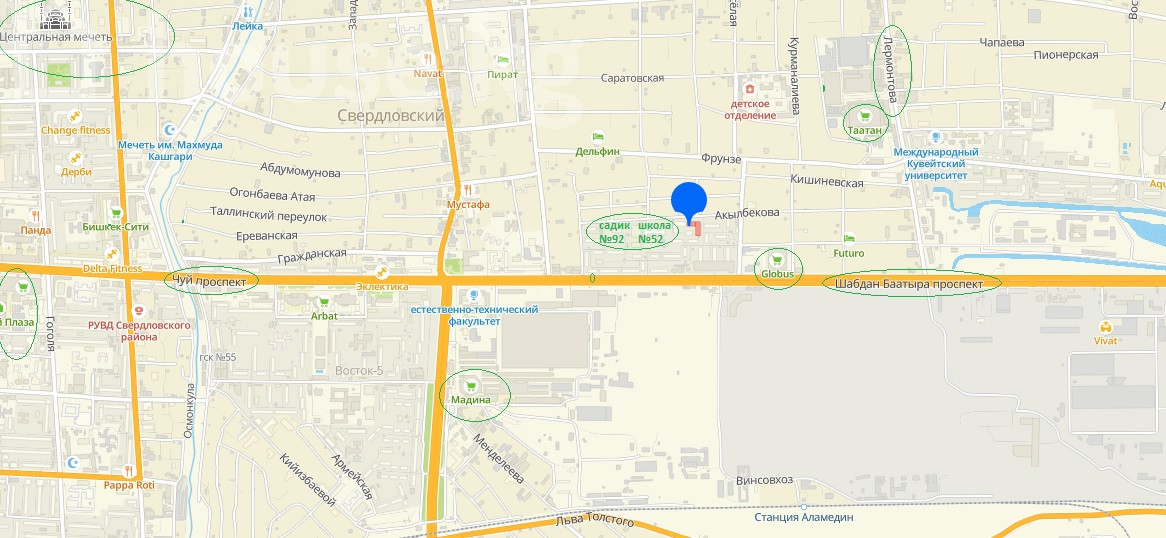 Лейка
Запад
ёлая
Вос
Центральная мечеть
Navat
Пират
Саратовская
Курманалиева
Лермонтова
Чапаева
Пионерская
детское
отделение
Свердловский
Change fitness
Мечеть им. Махмуда
Кашгари
Таатан
Международный
Кувейтский
университет
Дельфин
Фрунзе
Дерби
Абдумомунова
Огонбаева Атая
Кишиневская
Aqu
Таллинский переулок
Мустафа
Акылбекова
Панда
Бишкек-Сити
Ереванская
садик школа
№92 №52
Гражданская
Futuro
Delta Fitness
Чуй проспект
Эклектика
Globus
Шабдан Баатыра проспект
й Плаза
Гоголя
РУВД Свердловского
района
Arbat
естественно-технический
факультет
Vivat
гск №55
Восток-5
Мадина
Осмонкула
Менделеева
Армейская
Кийизбаевой
Pappa Roti
Винсовхоз
Льва Толстого
Станция Аламедин